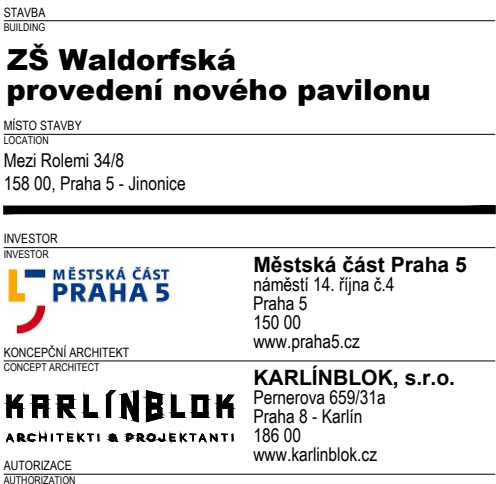 STAVBA
BUILDING
ZŠ Waldorfská
provedení nového pavilonu
MÍSTO STAVBY
LOCATION
Mezi Rolemi 34/8
158 00, Praha 5 - Jinonice
INVESTOR
INVESTOR
MĚSTSKÁ ČÁST
PRAHA 5
Městská část Praha 5
náměstí 14. října č.4
Praha 5
150 00
www.praha5.cz
KONCEPČNÍ ARCHITEKT
CONCEPT ARCHITECT
KARLÍNBLOK
ARCHITEKTI & PROJEKTANTI
KARLÍNBLOK, s.r.o.
Pernerova 659/31a
Praha 8 - Karlín
186 00
www.karlinblok.cz
AUTORIZACE
AUTHORIZATION